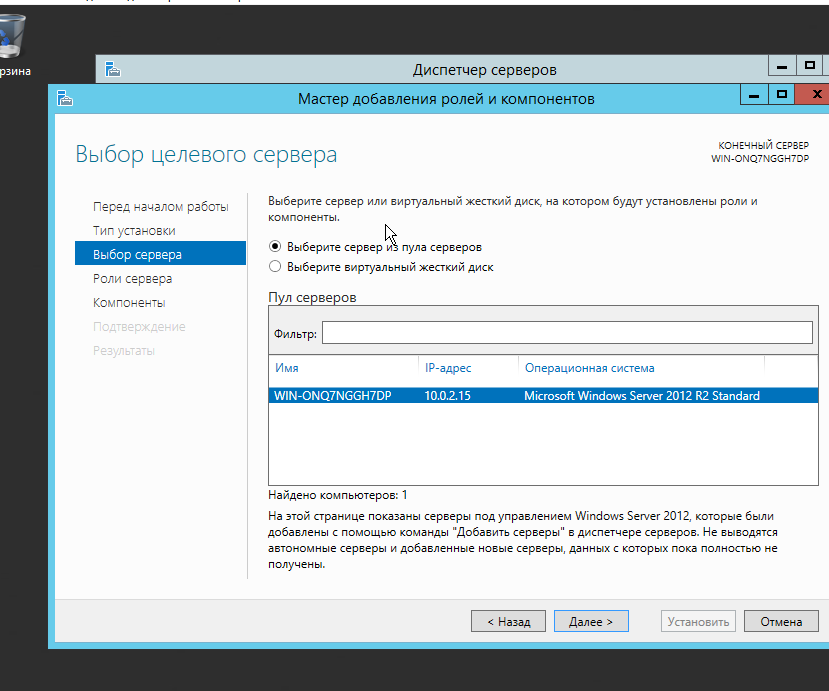 рзина
Диспетчер серверов
Мастер добавления ролей и компонентов
Выбор целевого сервера
КОНЕЧНЫЙ СЕРВЕР
WIN-ONQ7NGGH7DP
Перед началом работы
Тип установки
Выбор сервера
Роли сервера
Компоненты
Подтверждение
Результаты
Выберите сервер или виртуальный жесткий диск, на котором будут установлены роли и
компоненты.
Выберите сервер из пула серверов
Выберите виртуальный жесткий диск
Пул серверов
Фильтр:
Имя IP-адрес Операционная система
WIN-ONQ7NGGH7DP 10.0.2.15 Microsoft Windows Server 2012 R2 Standard
Найдено компьютеров: 1
На этой странице показаны серверы под управлением Windows Server 2012, которые были
добавлены с помощью команды "Добавить серверы" в диспетчере серверов. Не выводятся
автономные серверы и добавленные новые серверы, данных с которых пока полностью не
получены.
< Назад Далее > Установить Отмена